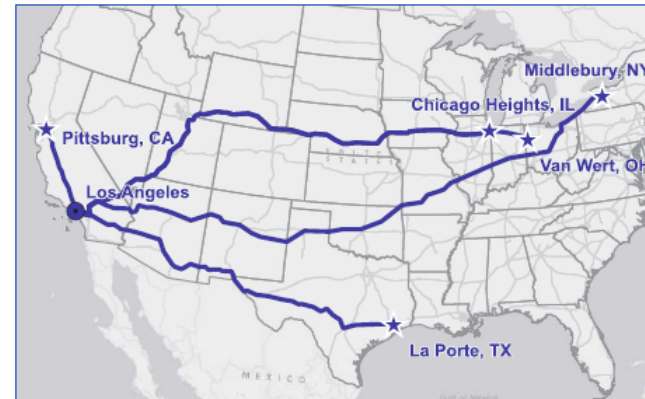 Middlebury, NY
Chicago Heights, IL
Pittsburg, CA
Van Wert, OH
Los Angeles
La Porte, TX
MEXICO